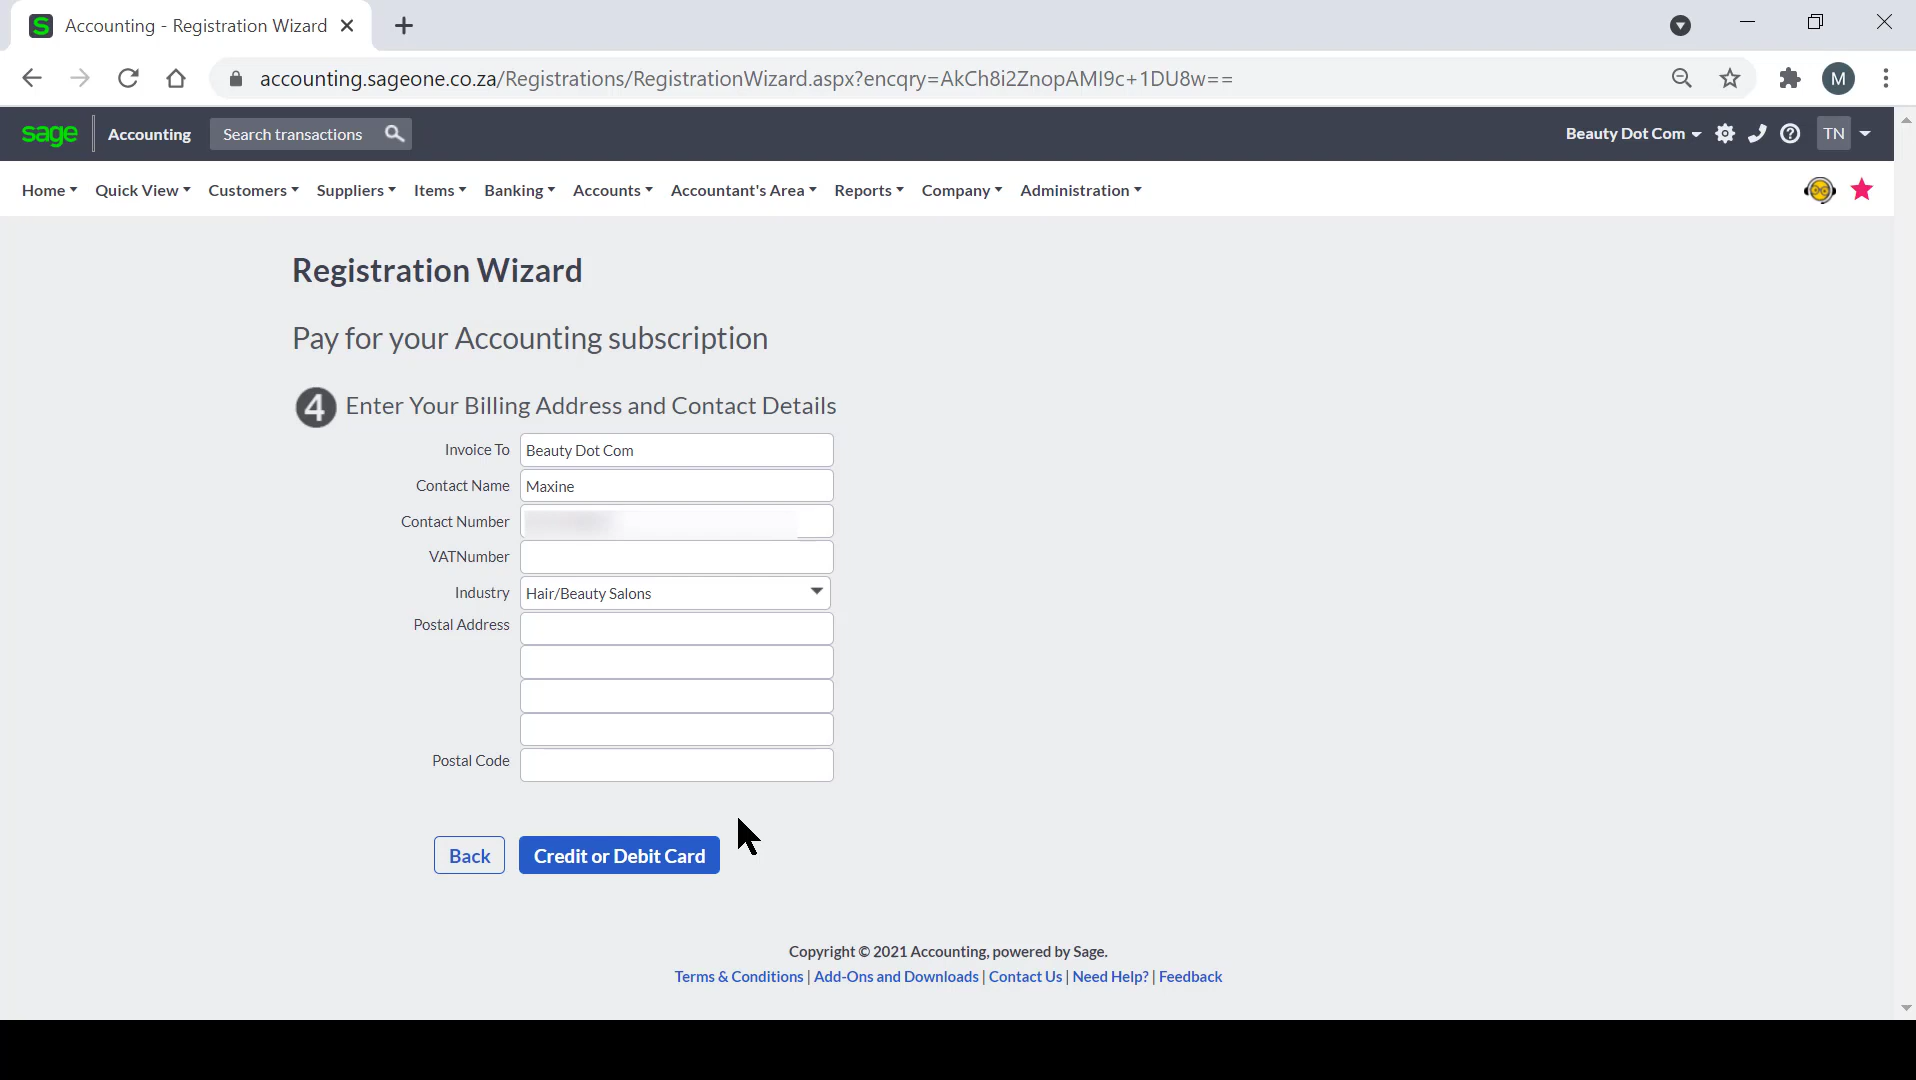 Accounting - Registration Wizard
accounting.sageone.co.za/Registrations/RegistrationWizard.aspx?encqry=AkCh8i2ZnopAMI9c+1DU8w==
M
sage Accounting Search transactions Beauty Dot Com TN
Home Quick View Customers Suppliers Items Banking Accounts Accountant's Area Reports Company Administration
Registration Wizard
Pay for your Accounting subscription
4 Enter Your Billing Address and Contact Details
Invoice To Beauty Dot Com
Contact Name Maxine
Contact Number
VATNumber
Industry Hair/Beauty Salons
Postal Address
Postal Code
Back Credit or Debit Card
Copyright © 2021 Accounting, powered by Sage.
Terms & Conditions | Add-Ons and Downloads | Contact Us | Need Help? | Feedback